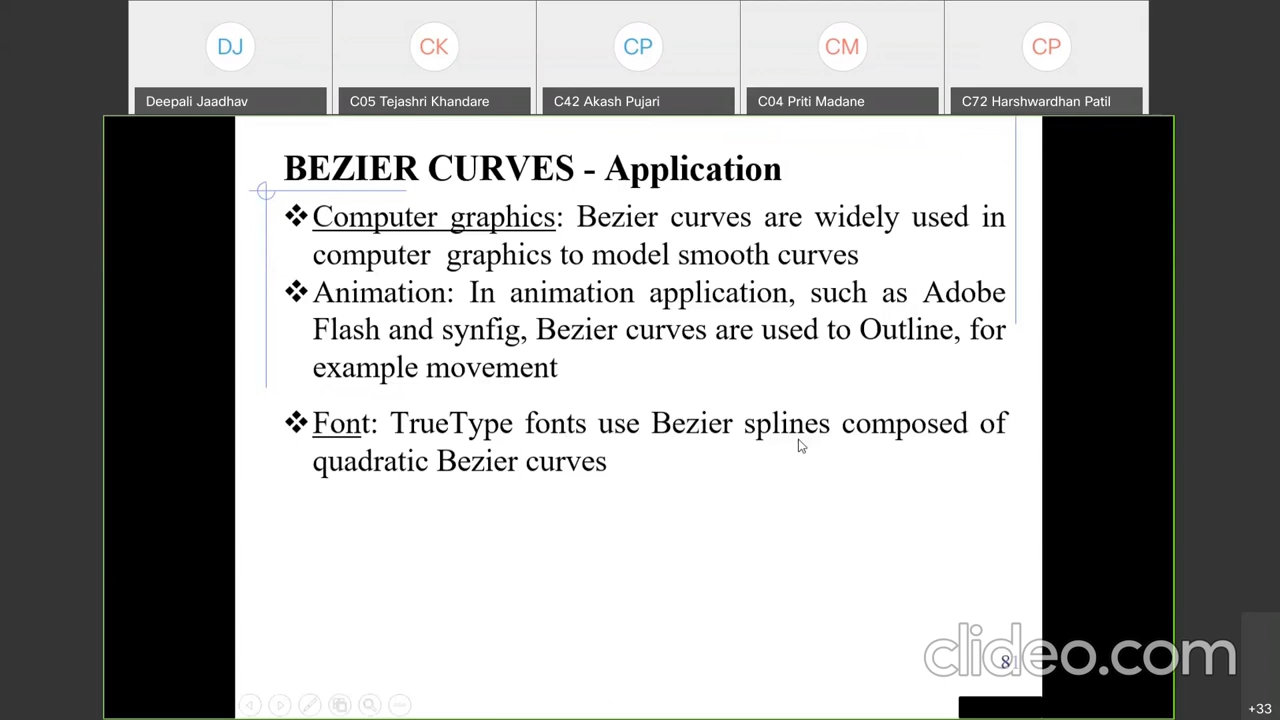 DJ
CK
CP
CM
CP
Deepali Jaadhav
C05 Tejashri Khandare
C42 Akash Pujari
C04 Priti Madane
C72 Harshwardhan Patil
BEZIER CURVES - Application
❖Computer graphics: Bezier curves are widely used in
computer graphics to model smooth curves
❖Animation: In animation application, such as Adobe
Flash and synfig, Bezier curves are used to Outline, for
example movement
❖Font: TrueType fonts use Bezier splines composed of
quadratic Bezier curves
clideo.com
81
+33